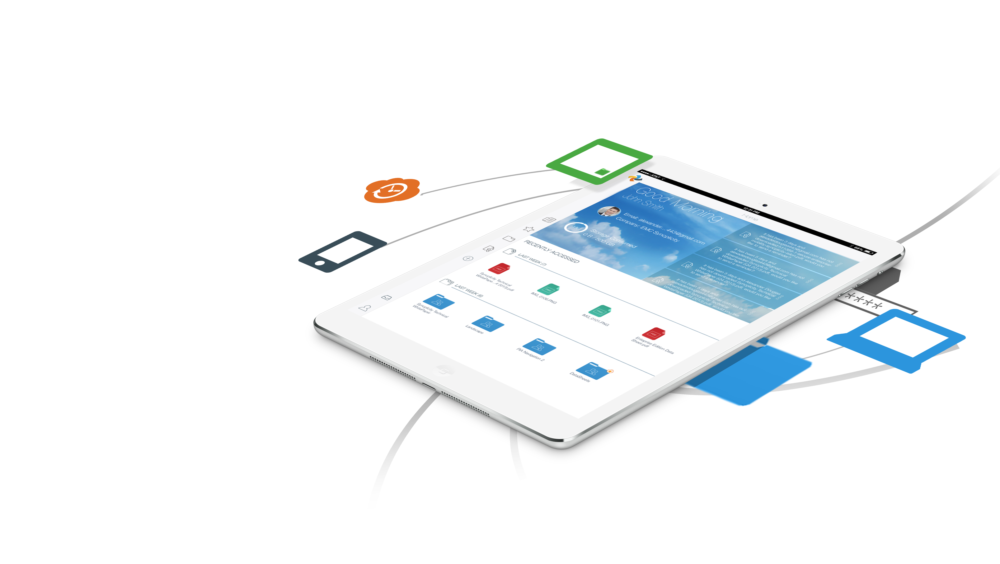 AT&T
12:31 PM
68%
Home
Good Morning
John Smith
Email: alexander... 443@gmail.com
Company: EMC Syncplicity
Storage Consumed
0 B / 500 GB
It has been 3 days and
alexaderdouglas443@gmail.com has not
downloaded h11389-1-secure-enterprise-
mobility-syncplicity-isilon.pdf, would you
like to send a reminder?
It has been 5 days and
alexaderdouglas443@gmail.com has not
downloaded Syncplicity Technical
WhitePaper (Q4 2013).pdf, would you like
to send a reminder?
It has been 5 days and Alexander Douglas
has not downloaded Syncplicity Technical
WhitePaper (Q4 2013).pdf, would you like
to send a reminder?
It has been 5 days and
alexaderdouglas443@gmail.com has not
downloaded Syncplicity Technical
WhitePaper (Q4 2013).pdf, would you like
RECENTLY ACCESSED
LAST WEEK (7)
PDF
Syncplicity Technical
WhitePape...4 2013).pdf
PNG
IMG_0106.PNG
PNG
IMG_0101.PNG
PDF
Enteprise Edition Data
Sheet.pdf
LAST WEEK (6)
Syncplicity Technical
WhitePaper
Landscape
PIA Navigation 2
DataSheets
****